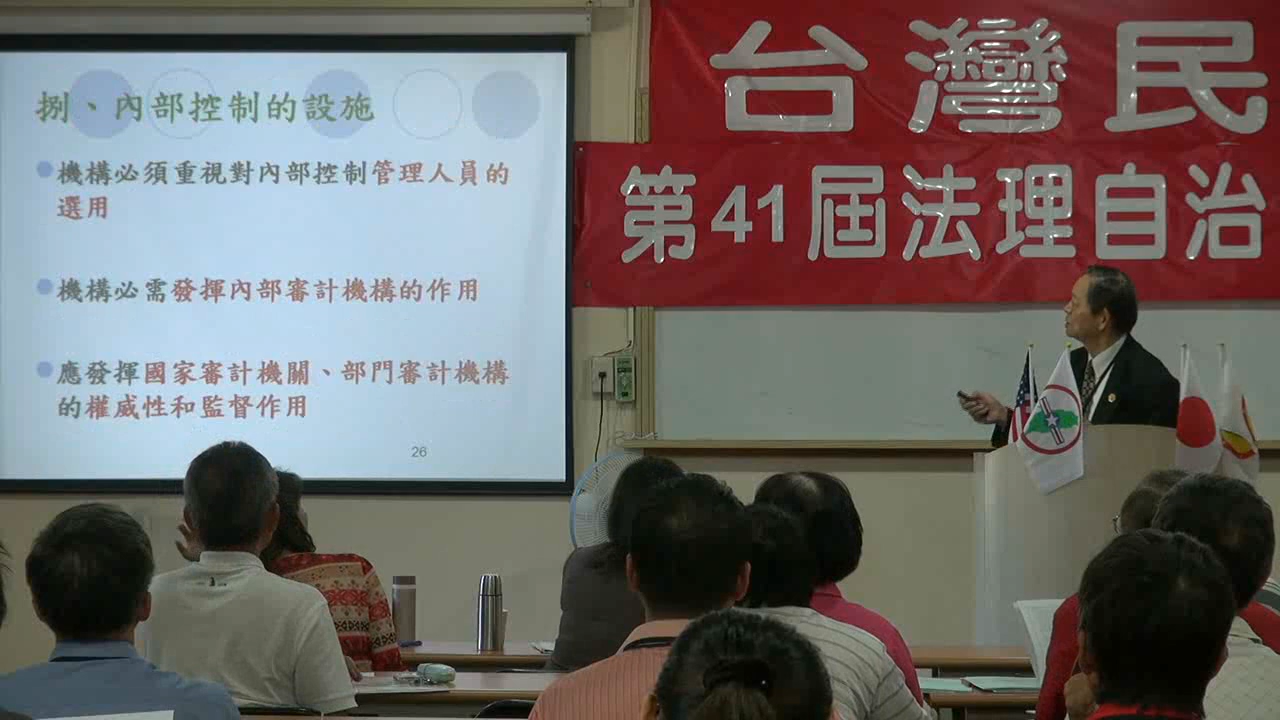 捌、內部控制的設施
機構必須重視對內部控制管理人員的
選用
機構必需發揮內部審計機構的作用
應發揮國家審計機關、部門審計機構
的權威性和監督作用
26
台灣民
第41屆法理自治